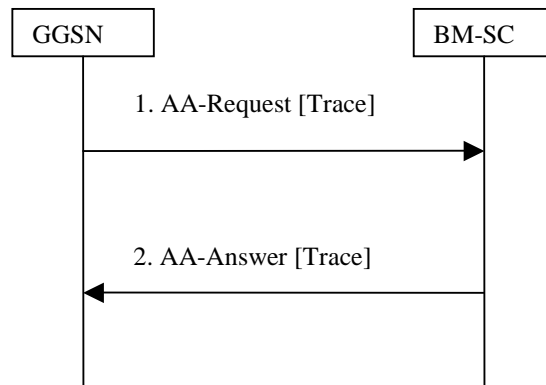 GGSN
BM-SC
1. AA-Request [Trace]
2. AA-Answer [Trace]